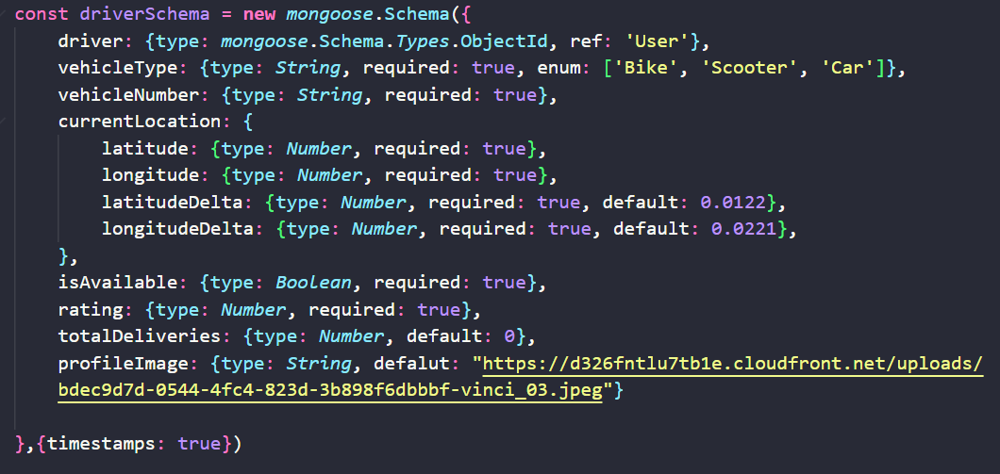 const driverSchema = new mongoose.Schema({
    driver: {type: mongoose.Schema.Types.ObjectId, ref: 'User'},
    vehicleType: {type: String, required: true, enum: ['Bike', 'Scooter', 'Car']},
    vehicleNumber: {type: String, required: true},
    currentLocation: {
        latitude: {type: Number, required: true},
        longitude: {type: Number, required: true},
        latitudeDelta: {type: Number, required: true, default: 0.0122},
        longitudeDelta: {type: Number, required: true, default: 0.0221},
    },
    isAvailable: {type: Boolean, required: true},
    rating: {type: Number, required: true},
    totalDeliveries: {type: Number, default: 0},
    profileImage: {type: String, defalut: "https://d326fntlu7tb1e.cloudfront.net/uploads/
    bdec9d7d-0544-4fc4-823d-3b898f6dbbbf-vinci_03.jpeg"}
},{timestamps: true})